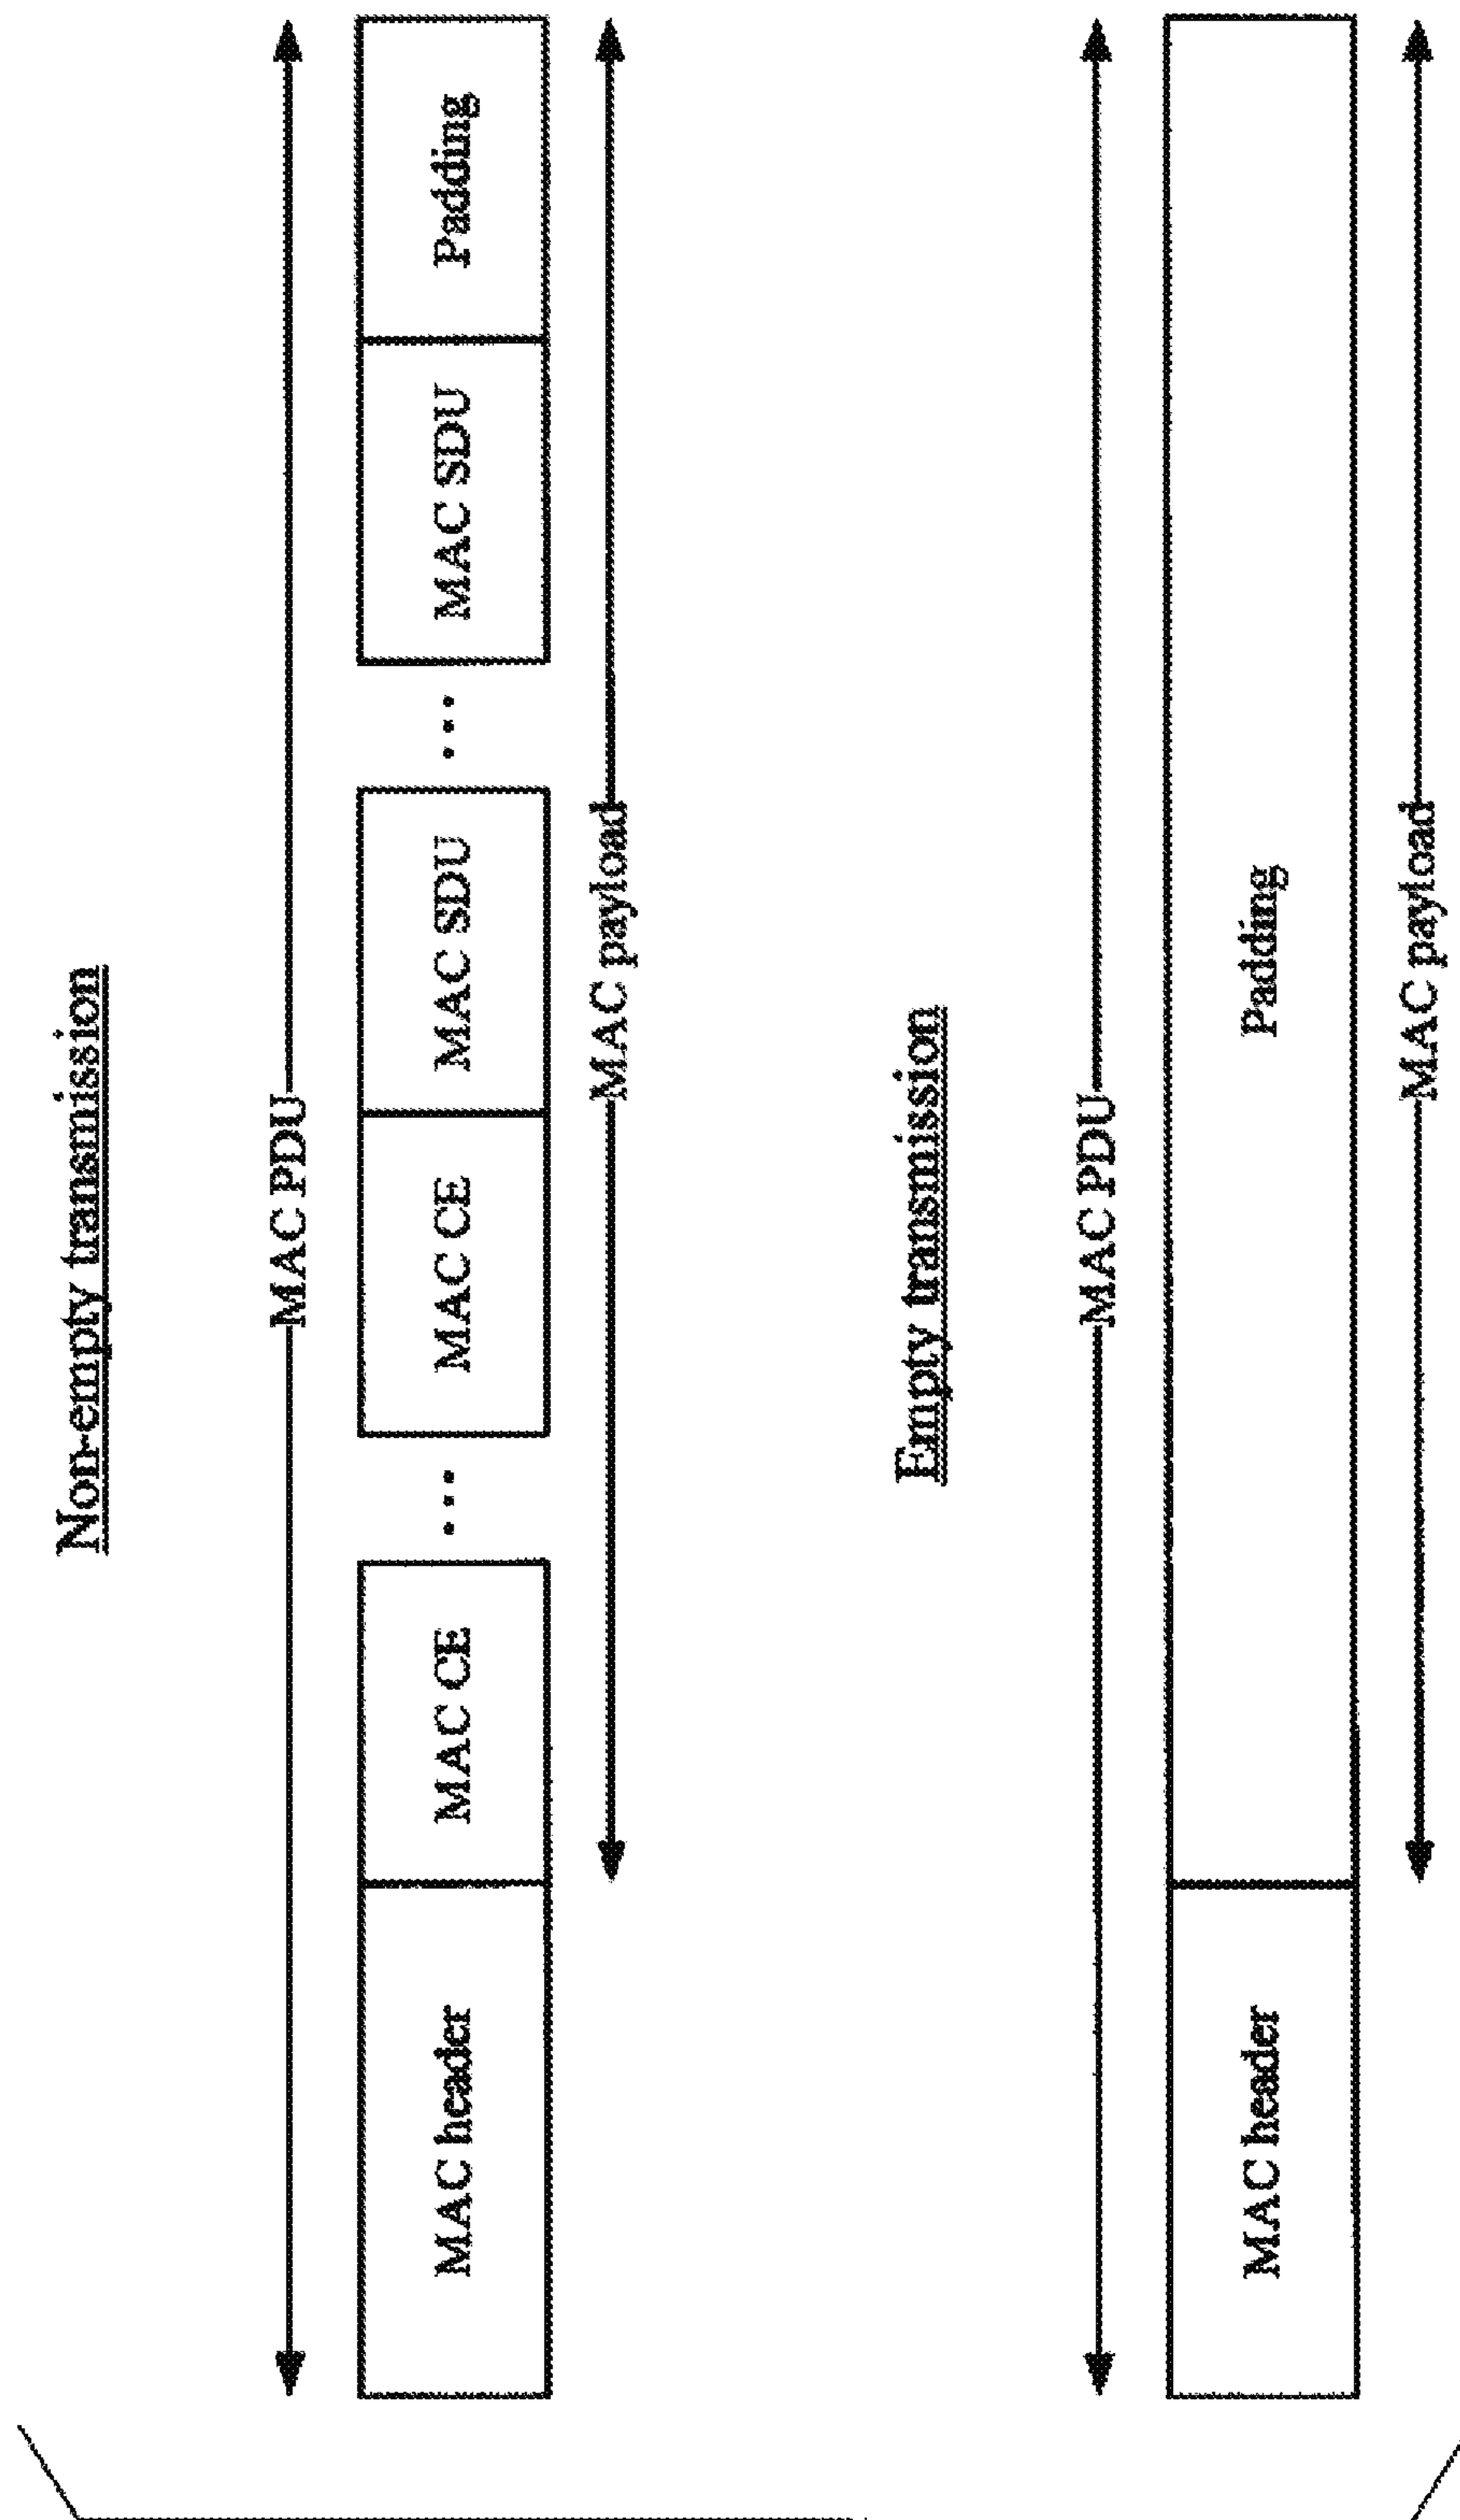 Non-empty transmission
MAC PDU
MAC header MAC CE ... MAC CE MAC SDU ... MAC SDU Padding
MAC payload
Empty transmission
MAC PDU
MAC header Padding
MAC payload